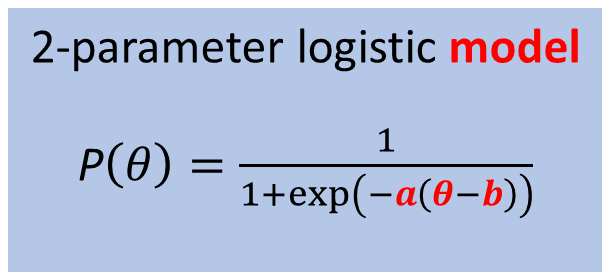 2-parameter logistic model
P(θ) = 1 / 1+exp(−a(θ−b))